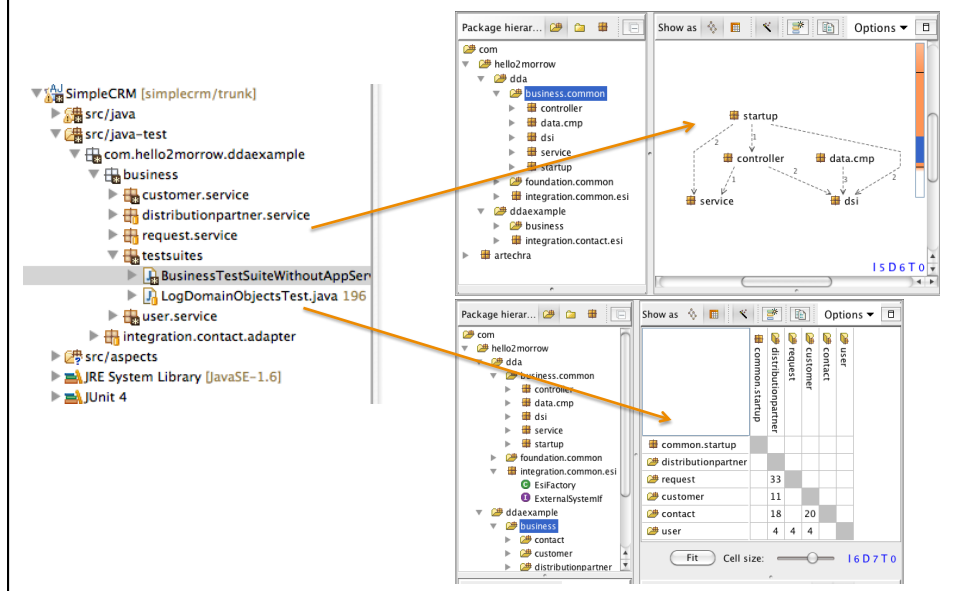 SimpleCRM [simplecrm/trunk]
src/java
src/java-test
com.hello2morrow.ddaexample
business
customer.service
distributionpartner.service
request.service
testsuites
BusinessTestSuiteWithoutAppSer
LogDomainObjectsTest.java 196
user.service
integration.contact.adapter
src/aspects
JRE System Library [JavaSE-1.6]
JUnit 4
Package hierar...
com
hello2morrow
dda
business.common
controller
data.cmp
dsi
service
startup
foundation.common
integration.common.esi
ddaexample
business
integration.contact.esi
artechra
Show as Options
startup
2 1
controller data.cmp
1 2 3 2
service dsi
I 5 D 6 T 0
Package hierar...
com
hello2morrow
dda
business.common
controller
data.cmp
dsi
service
startup
foundation.common
integration.common.esi
EsiFactory
ExternalSystemIf
ddaexample
business
contact
customer
distributionpartner
Show as Options
common.startup
distributionpartner
request
customer
contact
user
common.startup
distributionpartner
request 33
customer 11
contact 18 20
user 4 4 4
Fit Cell size: I 6 D 7 T 0